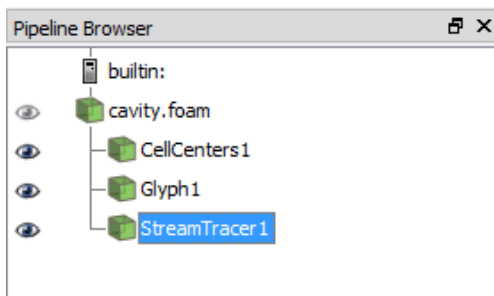 Pipeline Browser
builtin:
cavity.foam
CellCenters1
Glyph1
StreamTracer1